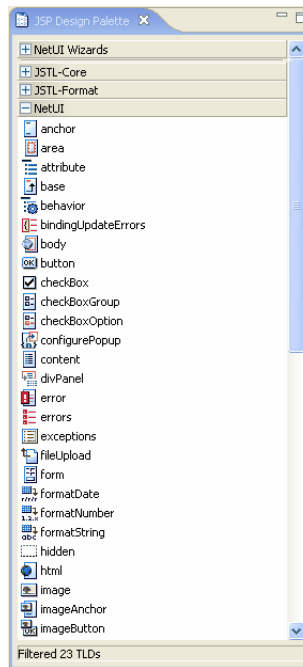 JSP Design Palette
NetUI Wizards
JSTL-Core
JSTL-Format
NetUI
anchor
area
attribute
base
behavior
bindingUpdateErrors
body
button
checkBox
checkBoxGroup
checkBoxOption
configurePopup
content
divPanel
error
errors
exceptions
fileUpload
form
formatDate
formatNumber
formatString
hidden
html
image
imageAnchor
imageButton
Filtered 23 TLDs